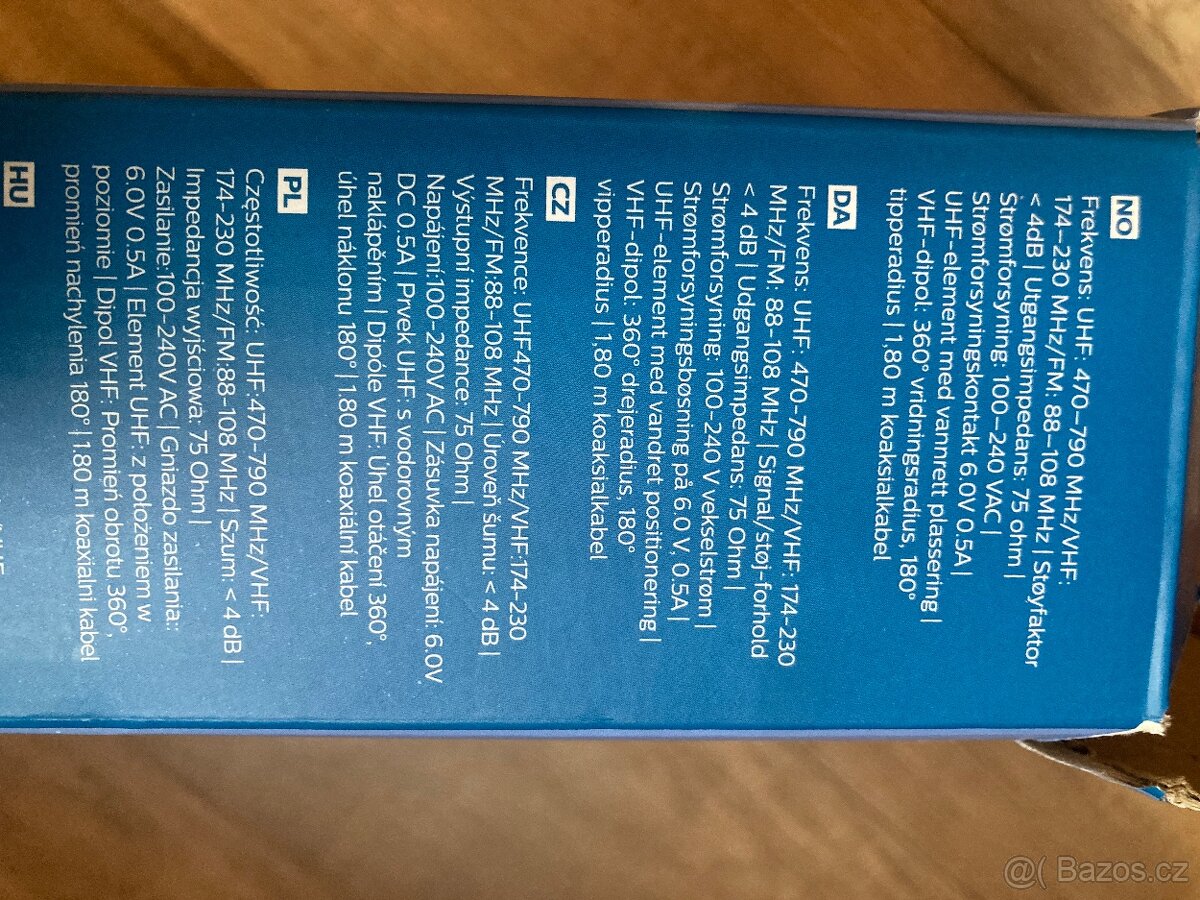 NO
Frekvens: UHF: 470–790 MHz/VHF:
174–230 MHz/FM: 88–108 MHz | Støyfaktor
< 4dB | Utgangsimpedans: 75 ohm |
Strømforsyning: 100–240 VAC |
Strømforsyningskontakt 6.0V 0.5A |
UHF-element med vannrett plassering |
VHF-dipol: 360° vridningsradius, 180°
tipperadius | 1,80 m koaksialkabel
DA
Frekvens: UHF: 470-790 MHz/VHF: 174-230
MHz/FM: 88-108 MHz | Signal/støj-forhold
< 4 dB | Udgangsimpedans: 75 Ohm |
Strømforsyning: 100-240 V vekselstrøm |
Strømforsyningsbøsning på 6.0 V, 0.5A |
UHF-element med vandret positionering |
VHF-dipol: 360° drejeradius, 180°
vipperadius | 1,80 m koaksialkabel
CZ
Frekvence: UHF470-790 MHz/VHF:174-230
MHz/FM:88-108 MHz | Úroveň šumu: < 4 dB |
Výstupní impedance: 75 Ohm |
Napájení:100-240V AC | Zásuvka napájení: 6.0V
DC 0.5A | Prvek UHF: s vodorovným
naklápěním | Dipóle VHF: Úhel otáčení 360°,
úhel náklonu 180° | 1.80 m koaxiální kabel
PL
Częstotliwość: UHF:470-790 MHz/VHF:
174-230 MHz/FM:88-108 MHz | Szum: < 4 dB |
Impedancja wyjściowa: 75 Ohm |
Zasilanie:100-240V AC | Gniazdo zasilania::
6.0V 0.5A | Element UHF: z położeniem w
poziomie | Dipol VHF: Promień obrotu 360°,
promień nachylenia 180° | 1.80 m koaxialni kabel
HU
@( Bazos.cz